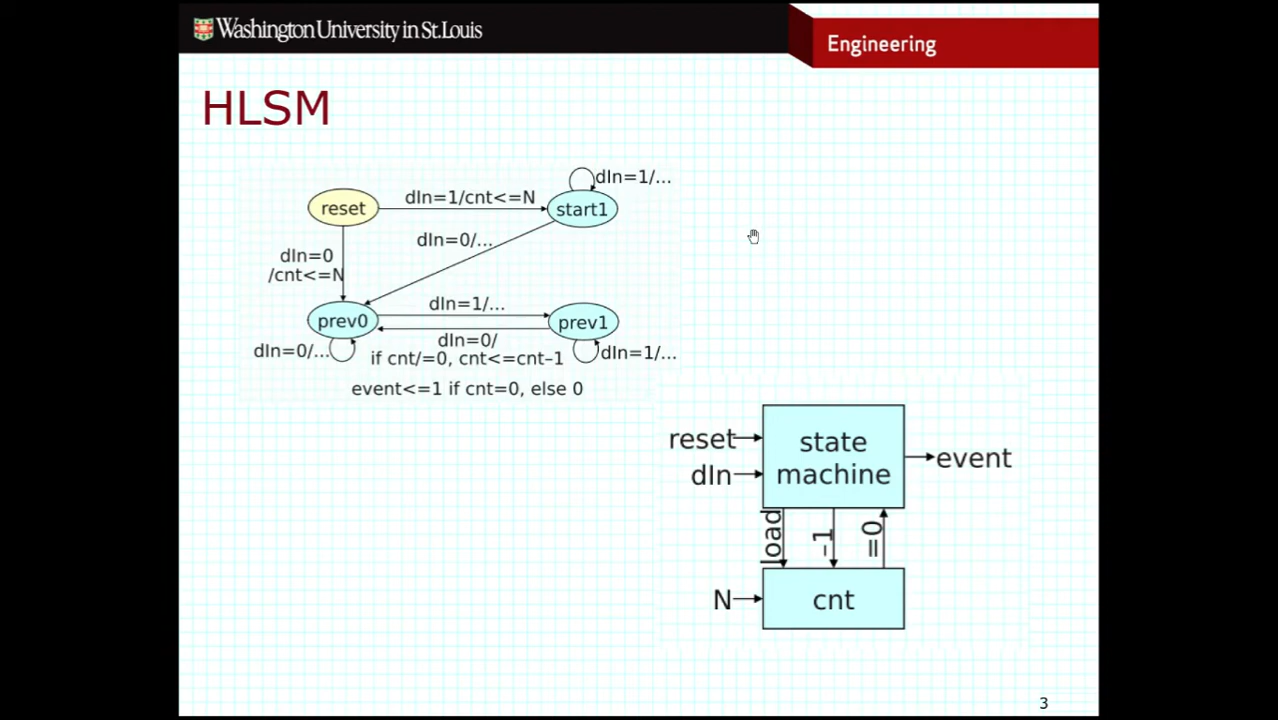 Washington University in St.Louis
Engineering
HLSM
dIn=1/...
reset
dIn=1/cnt<=N
start1
dIn=0/...
dIn=0
/cnt<=N
dIn=1/...
prev0
prev1
dIn=0/
dIn=0/...
if cnt/=0, cnt<=cnt–1
dIn=1/...
event<=1 if cnt=0, else 0
reset
state
machine
event
dIn
load
–1
=0
N
cnt
3